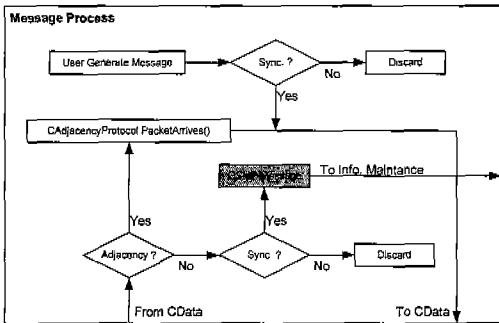 Message Process
User Generate Message
Sync. ?
No
Discard
Yes
CAdjacencyProtocol PacketArrives()
To Info. Maintance
Yes
Yes
Adjacency ?
No
Sync ?
No
Discard
From CData
To CData